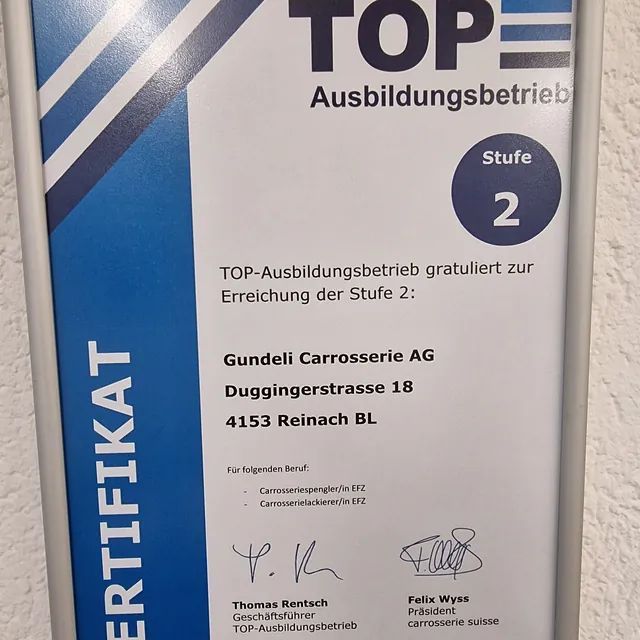 TOP
Ausbildungsbetrieb
Stufe
2
TOP-Ausbildungsbetrieb gratuliert zur
Erreichung der Stufe 2:
Gundeli Carrosserie AG
Duggingerstrasse 18
4153 Reinach BL
Für folgenden Beruf:
- Carrosseriespengler/in EFZ
- Carrosserielackierer/in EFZ
Thomas Rentsch
Geschäftsführer
TOP-Ausbildungsbetrieb
Felix Wyss
Präsident
carrosserie suisse
ERTIFIKAT